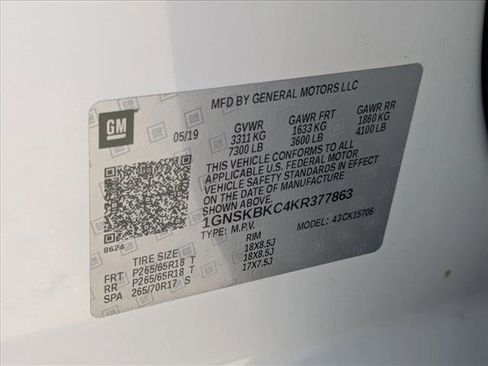 MFD BY GENERAL MOTORS LLC
GM
05/19
GVWR GAWR FRT GAWR RR
3311 KG 1633 KG 1860 KG
7300 LB 3600 LB 4100 LB
THIS VEHICLE CONFORMS TO ALL
APPLICABLE U.S. FEDERAL MOTOR
VEHICLE SAFETY STANDARDS IN EFFECT
ON THE DATE OF MANUFACTURE SHOWN ABOVE.
1GNSKBKC4KR377863
TYPE: M.P.V. MODEL: 43CK15706
8624
TIRE SIZE RIM
FRT P265/65R18 T 18X8.5J
RR P265/65R18 T 18X8.5J
SPA 265/70R17 S 17X7.5J